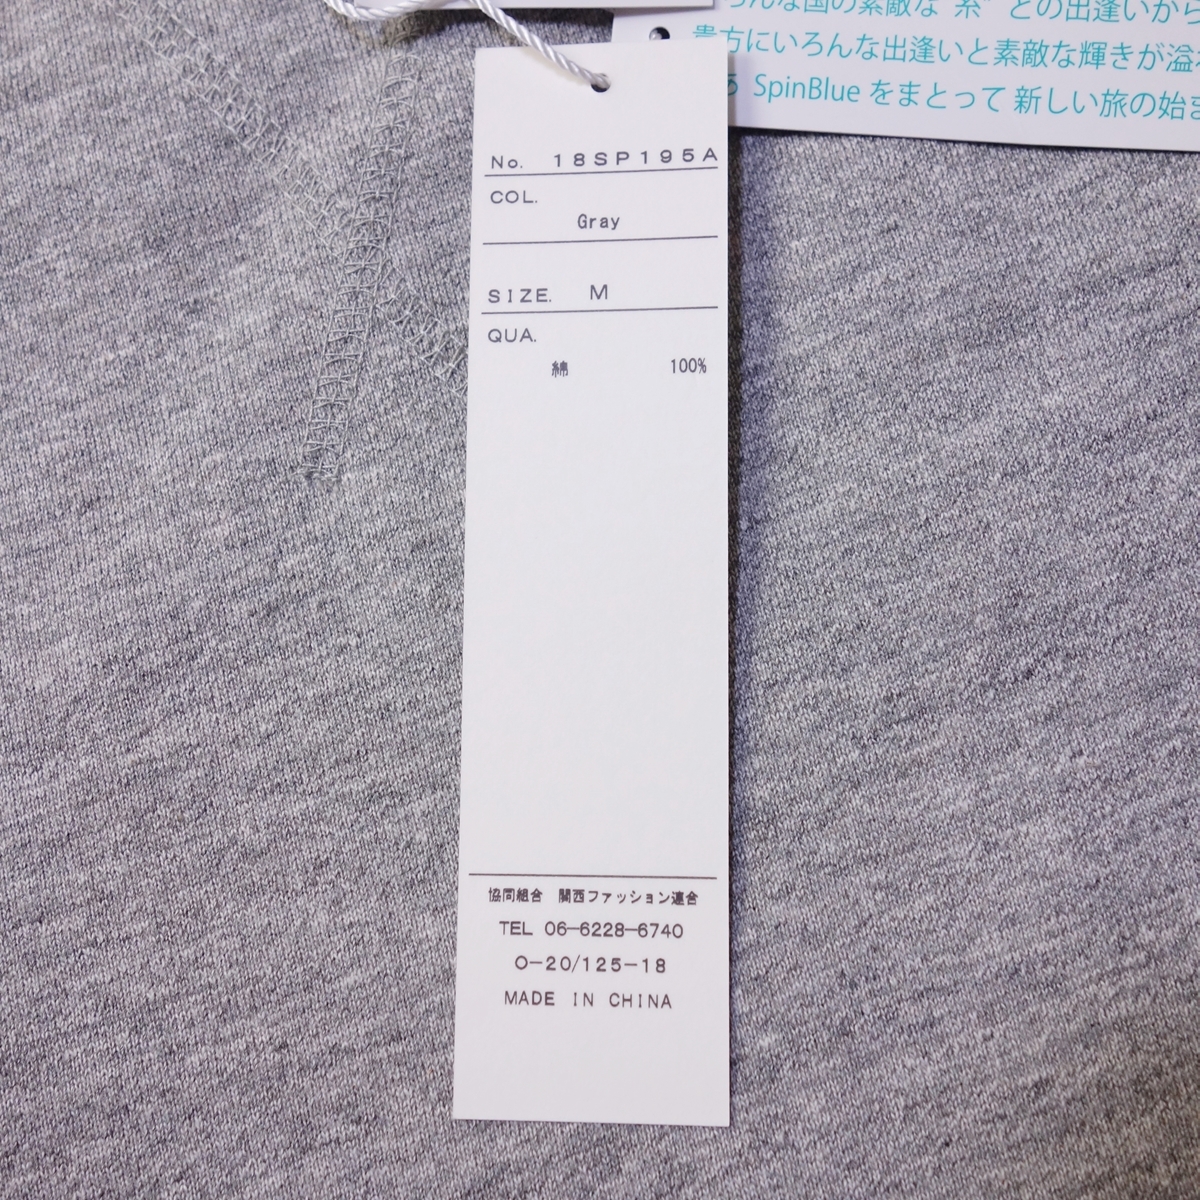 んな国の素敵な "糸" との出逢いから
貴方にいろんな出逢いと素敵な輝きが溢
SpinBlue をまとって 新しい旅の始ま
No. 18SP195A
COL.
Gray
SIZE. M
QUA.
綿 100%
協同組合 関西ファッション連合
TEL 06-6228-6740
O-20/125-18
MADE IN CHINA